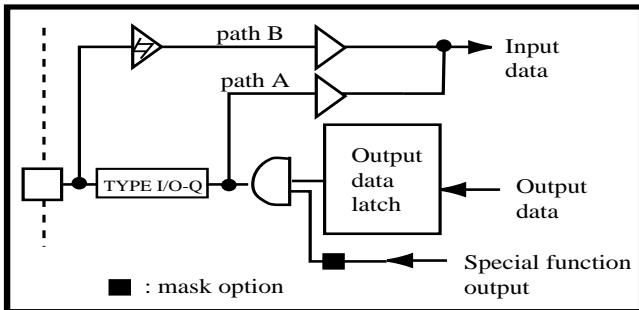 path B
Input
data
path A
TYPE I/O-Q
Output
data
latch
Output
data
Special function
output
: mask option